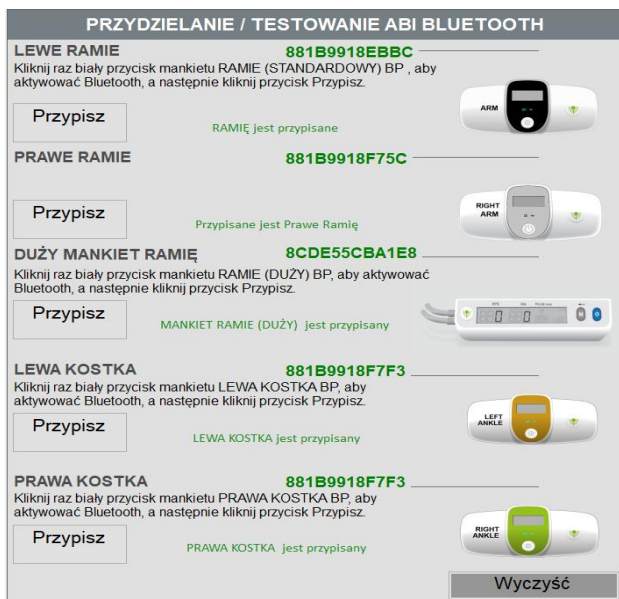 PRZYDZIELANIE / TESTOWANIE ABI BLUETOOTH
LEWE RAMIE 881B9918EBBC
Kliknij raz biały przycisk mankietu RAMIE (STANDARDOWY) BP , aby
aktywować Bluetooth, a następnie kliknij przycisk Przypisz.
ARM
Przypisz
RAMIĘ jest przypisane
PRAWE RAMIE 881B9918F75C
RIGHT
ARM
Przypisz
Przypisane jest Prawe Ramię
DUŻY MANKIET RAMIĘ 8CDE55CBA1E8
Kliknij raz biały przycisk mankietu RAMIE (DUŻY) BP, aby aktywować
Bluetooth, a następnie kliknij przycisk Przypisz.
Przypisz
MANKIET RAMIE (DUŻY) jest przypisany
M
LEWA KOSTKA 881B9918F7F3
Kliknij raz biały przycisk mankietu LEWA KOSTKA BP, aby
aktywować Bluetooth, a następnie kliknij przycisk Przypisz.
LEFT
ANKLE
Przypisz
LEWA KOSTKA jest przypisany
PRAWA KOSTKA 881B9918F7F3
Kliknij raz biały przycisk mankietu PRAWA KOSTKA BP, aby
aktywować Bluetooth, a następnie kliknij przycisk Przypisz.
RIGHT
ANKLE
Przypisz
PRAWA KOSTKA jest przypisany
Wyczyść